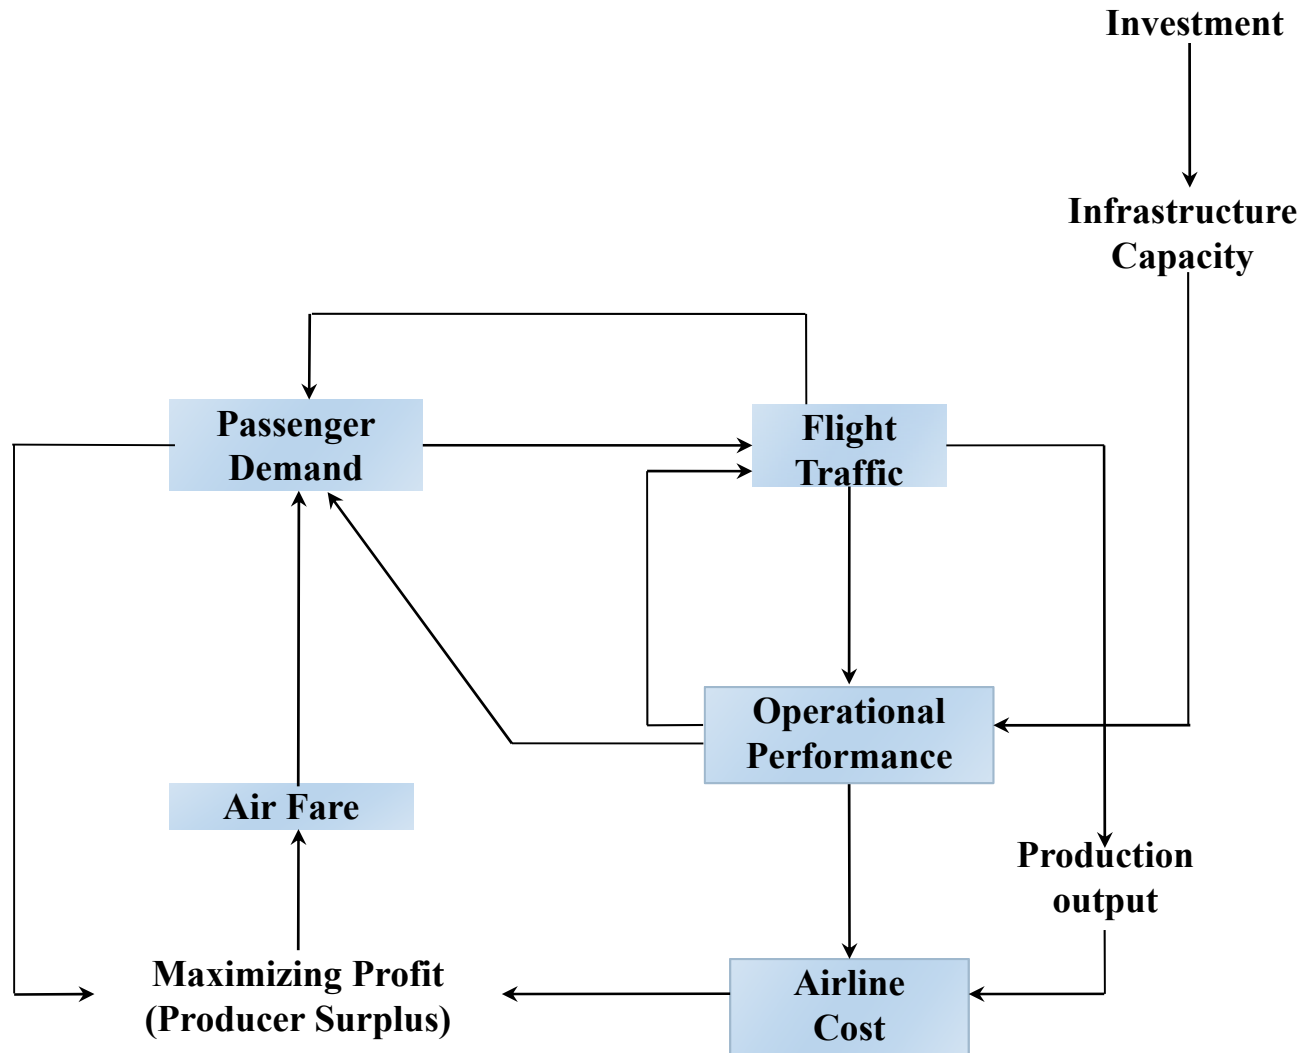 Investment
Infrastructure
Capacity
Passenger
Demand
Flight
Traffic
Operational
Performance
Air Fare
Production
output
Maximizing Profit
(Producer Surplus)
Airline
Cost